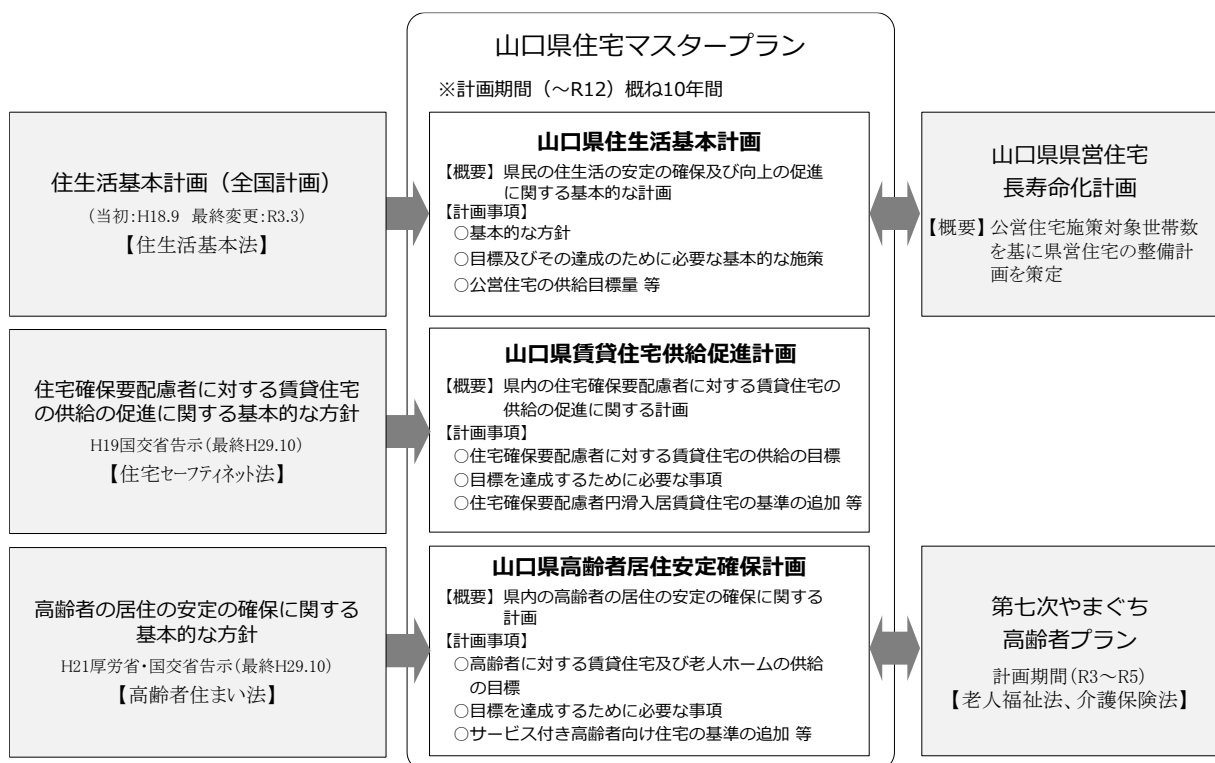 山口県住宅マスタープラン
※計画期間（～R12）概ね10年間
住生活基本計画（全国計画）
(当初:H18.9 最終変更:R3.3)
【住生活基本法】
山口県住生活基本計画
【概要】県民の住生活の安定の確保及び向上の促進
に関する基本的な計画
【計画事項】
○基本的な方針
○目標及びその達成のために必要な基本的な施策
○公営住宅の供給目標量 等
山口県県営住宅
長寿命化計画
【概要】公営住宅施策対象世帯数
を基に県営住宅の整備計
画を策定
住宅確保要配慮者に対する賃貸住宅
の供給の促進に関する基本的な方針
H19国交省告示(最終H29.10)
【住宅セーフティネット法】
山口県賃貸住宅供給促進計画
【概要】県内の住宅確保要配慮者に対する賃貸住宅の
供給の促進に関する計画
【計画事項】
○住宅確保要配慮者に対する賃貸住宅の供給の目標
○目標を達成するために必要な事項
○住宅確保要配慮者円滑入居賃貸住宅の基準の追加 等
高齢者の居住の安定の確保に関する
基本的な方針
H21厚労省・国交省告示(最終H29.10)
【高齢者住まい法】
山口県高齢者居住安定確保計画
【概要】県内の高齢者の居住の安定の確保に関する
計画
【計画事項】
○高齢者に対する賃貸住宅及び老人ホームの供給
の目標
○目標を達成するために必要な事項
○サービス付き高齢者向け住宅の基準の追加 等
第七次やまぐち
高齢者プラン
計画期間(R3～R5)
【老人福祉法、介護保険法】